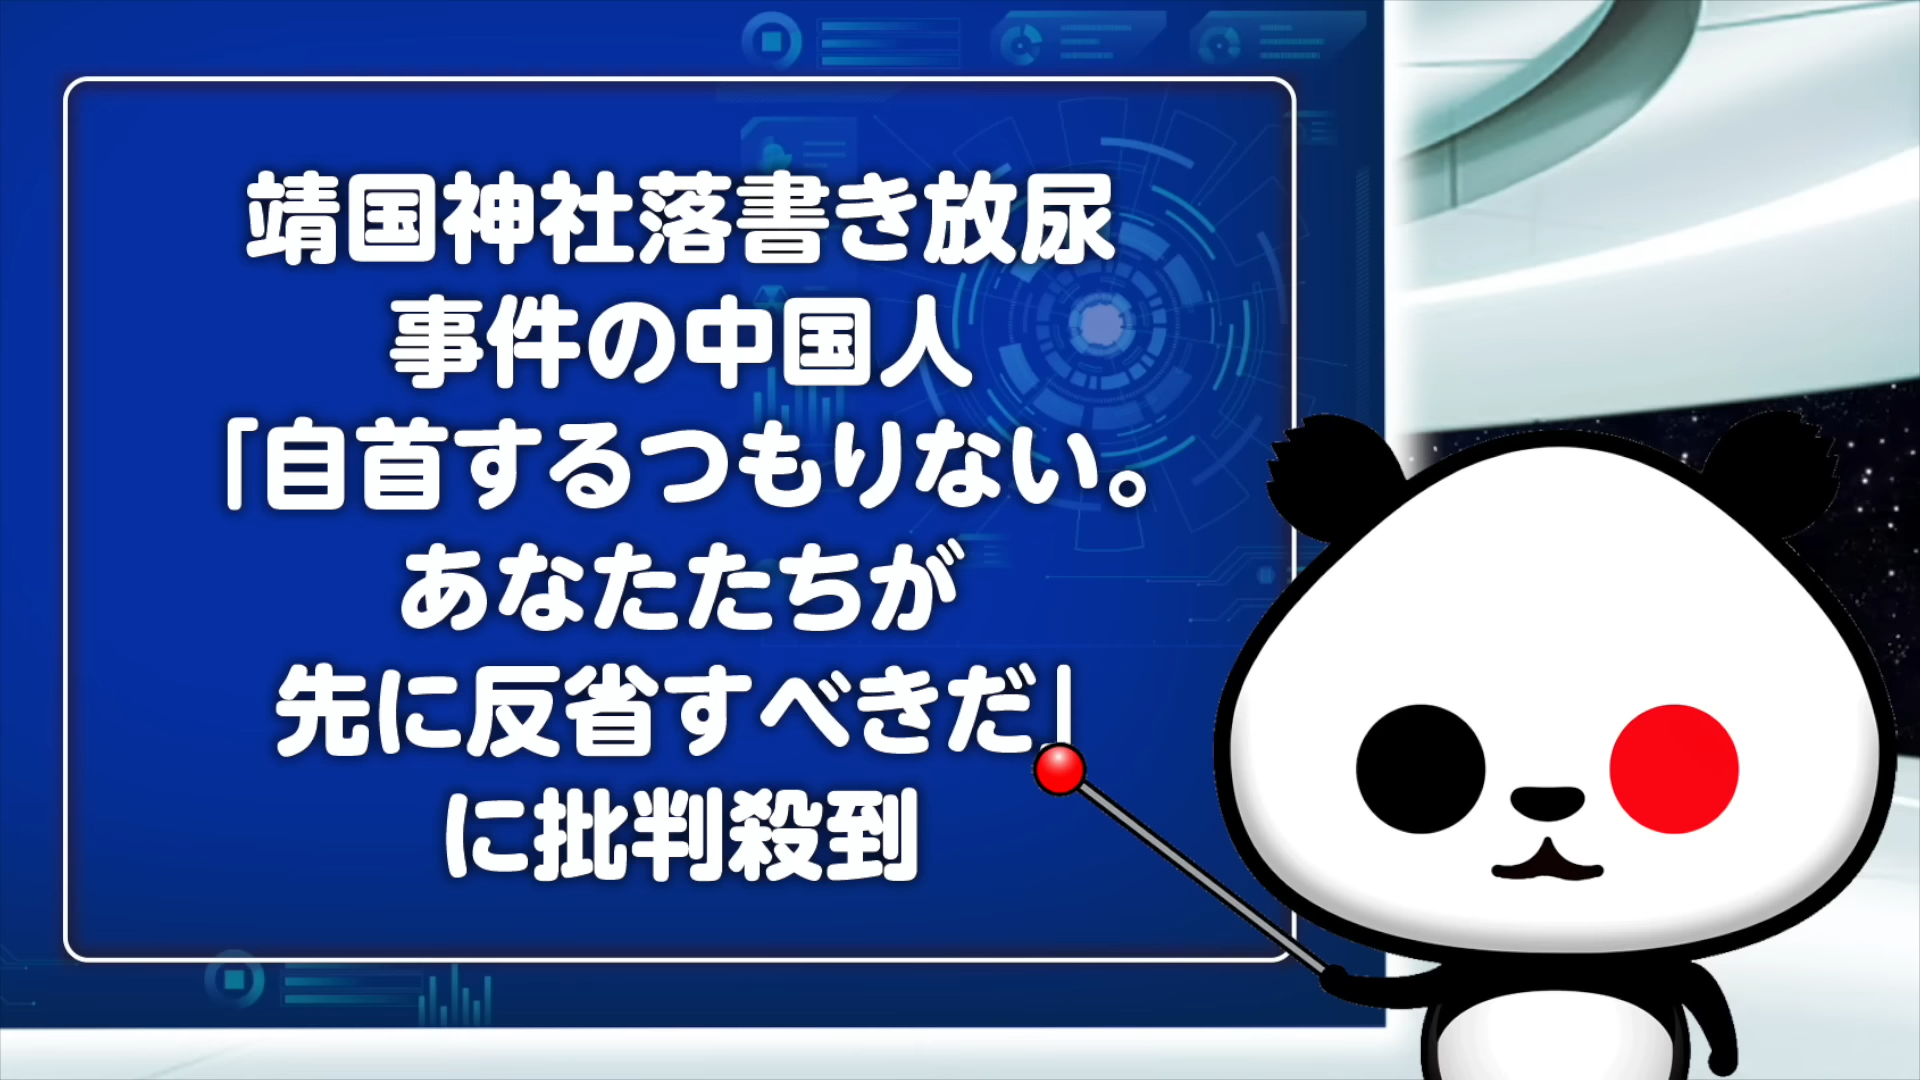 靖国神社落書き放尿
事件の中国人
「自首するつもりない。
あなたたちが
先に反省すべきだ」
に批判殺到